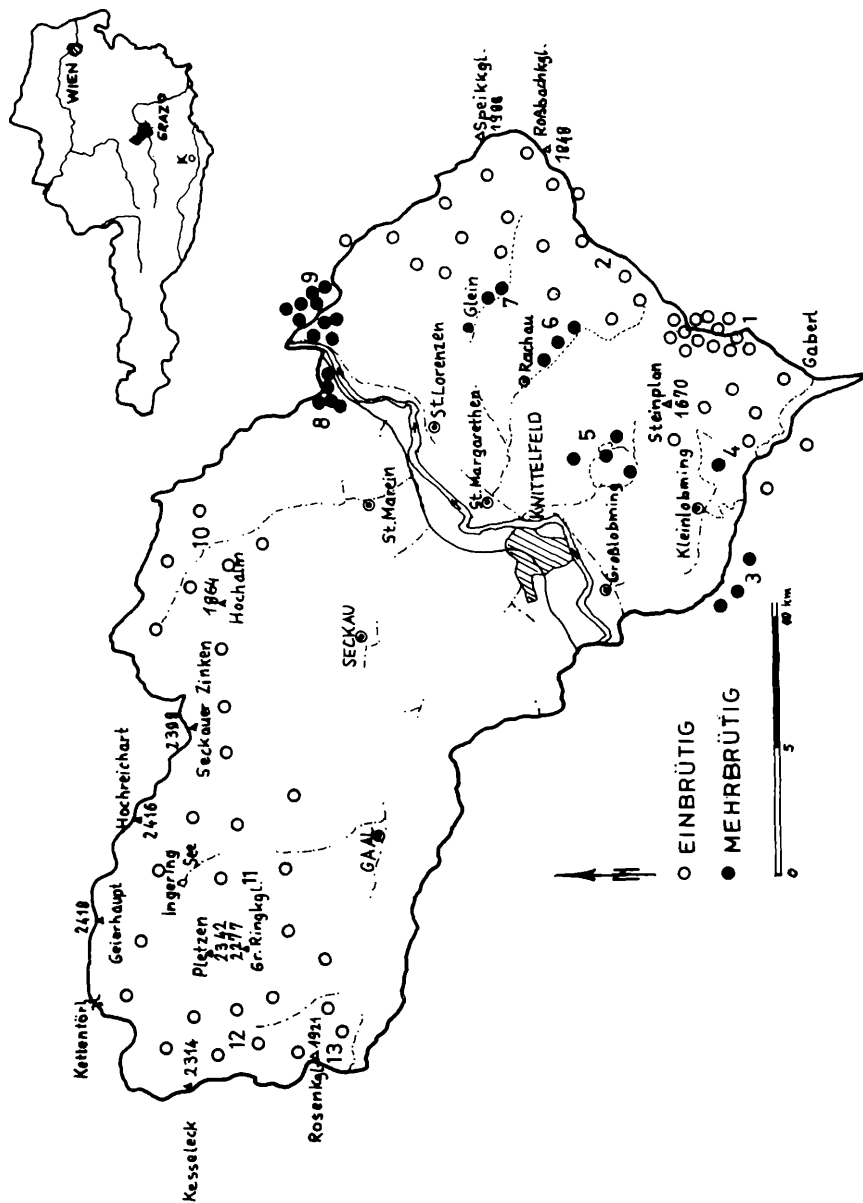 WIEN
GRAZ
K
Kettentörl
2418
Geierhaupt
Hochreichart
2416
Kesseleck
2314
Ingering
See
Pletzen
2342
2277
Gr. Ringkgl.
11
12
Rosenkgl.
1921
13
2398
Seckauer Zinken
1864
Hochalm
10
GAAL
SECKAU
St.Marein
8
9
St.Lorenzen
Glein
7
Speikkgl.
1988
Roßbachkgl.
1848
St.Margarethen
Rachau
6
2
KNITTELFELD
Großlobming
5
Steinplan
1670
1
Kleinlobming
4
Gaberl
3
N
EINBRÜTIG
MEHRBRÜTIG
0
5
10 km